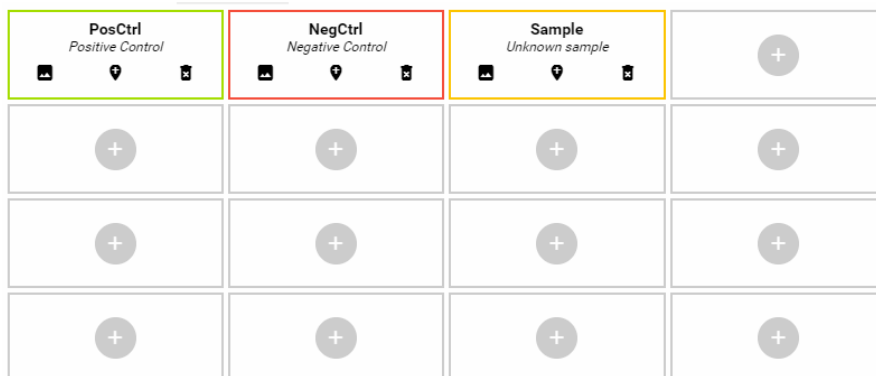 PosCtrl
Positive Control
NegCtrl
Negative Control
Sample
Unknown sample